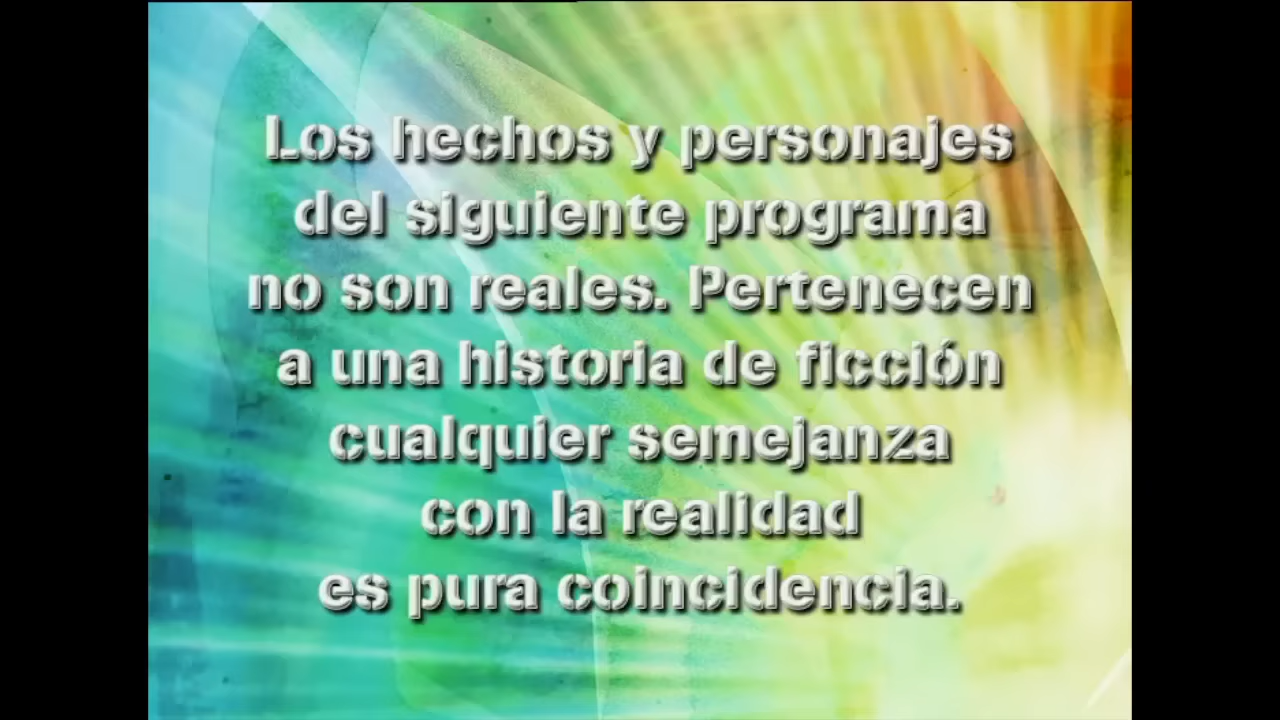 Los hechos y personajes
del siguiente programa
no son reales. Pertenecen
a una historia de ficción
cualquier semejanza
con la realidad
es pura coincidencia.